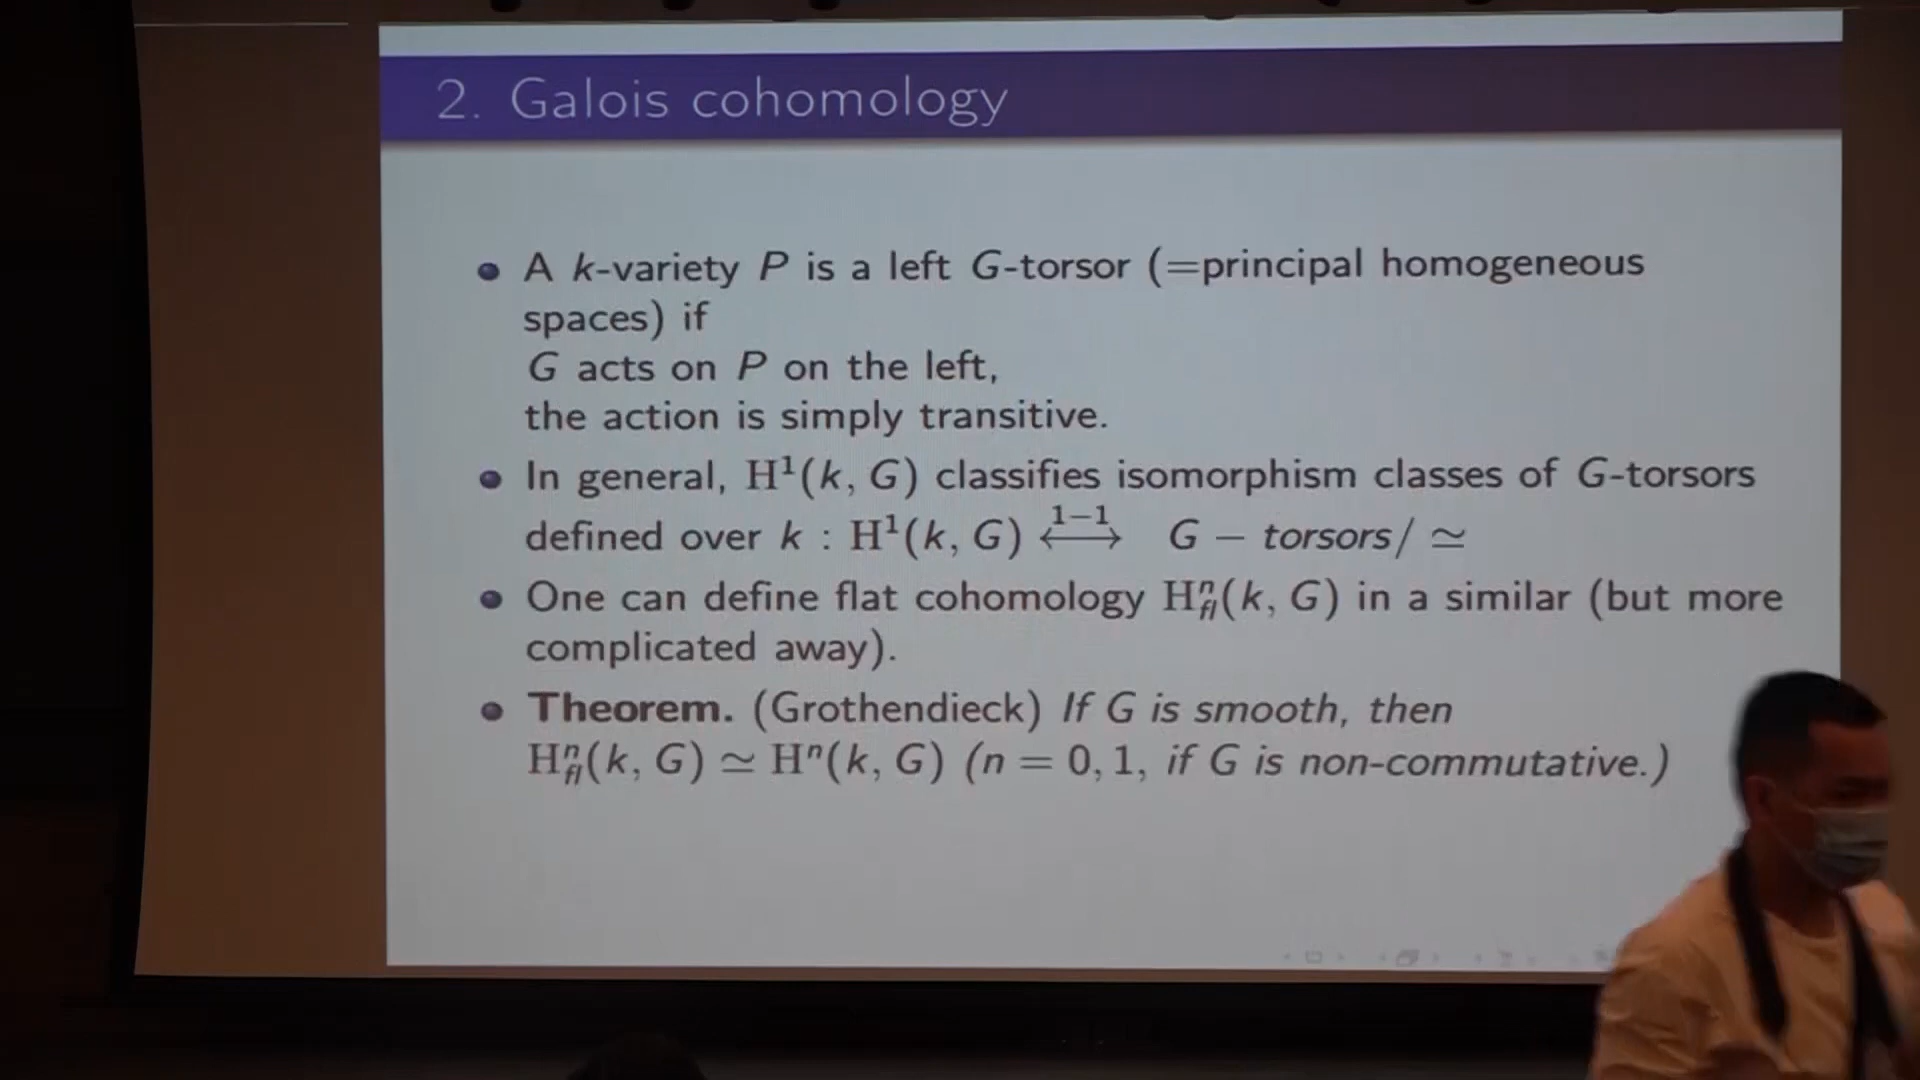 2. Galois cohomology
A k-variety P is a left G-torsor (=principal homogeneous
spaces) if
G acts on P on the left,
the action is simply transitive.
In general, H¹(k, G) classifies isomorphism classes of G-torsors
defined over k : H¹(k, G) ⟷^{1−1} G − torsors/ ≃
One can define flat cohomology Hⁿ_fl(k, G) in a similar (but more
complicated away).
Theorem. (Grothendieck) If G is smooth, then
Hⁿ_fl(k, G) ≃ Hⁿ(k, G) (n = 0, 1, if G is non-commutative.)